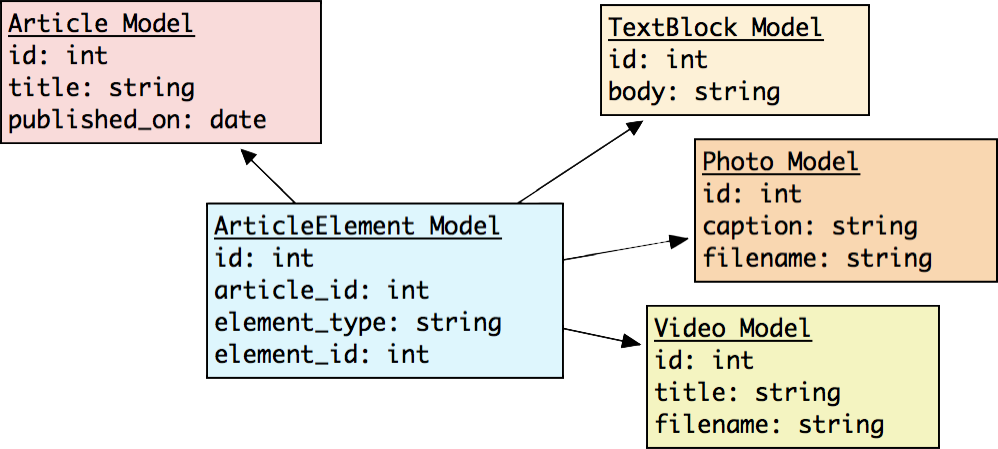 Article Model
id: int
title: string
published_on: date
TextBlock Model
id: int
body: string
Photo Model
id: int
caption: string
filename: string
ArticleElement Model
id: int
article_id: int
element_type: string
element_id: int
Video Model
id: int
title: string
filename: string